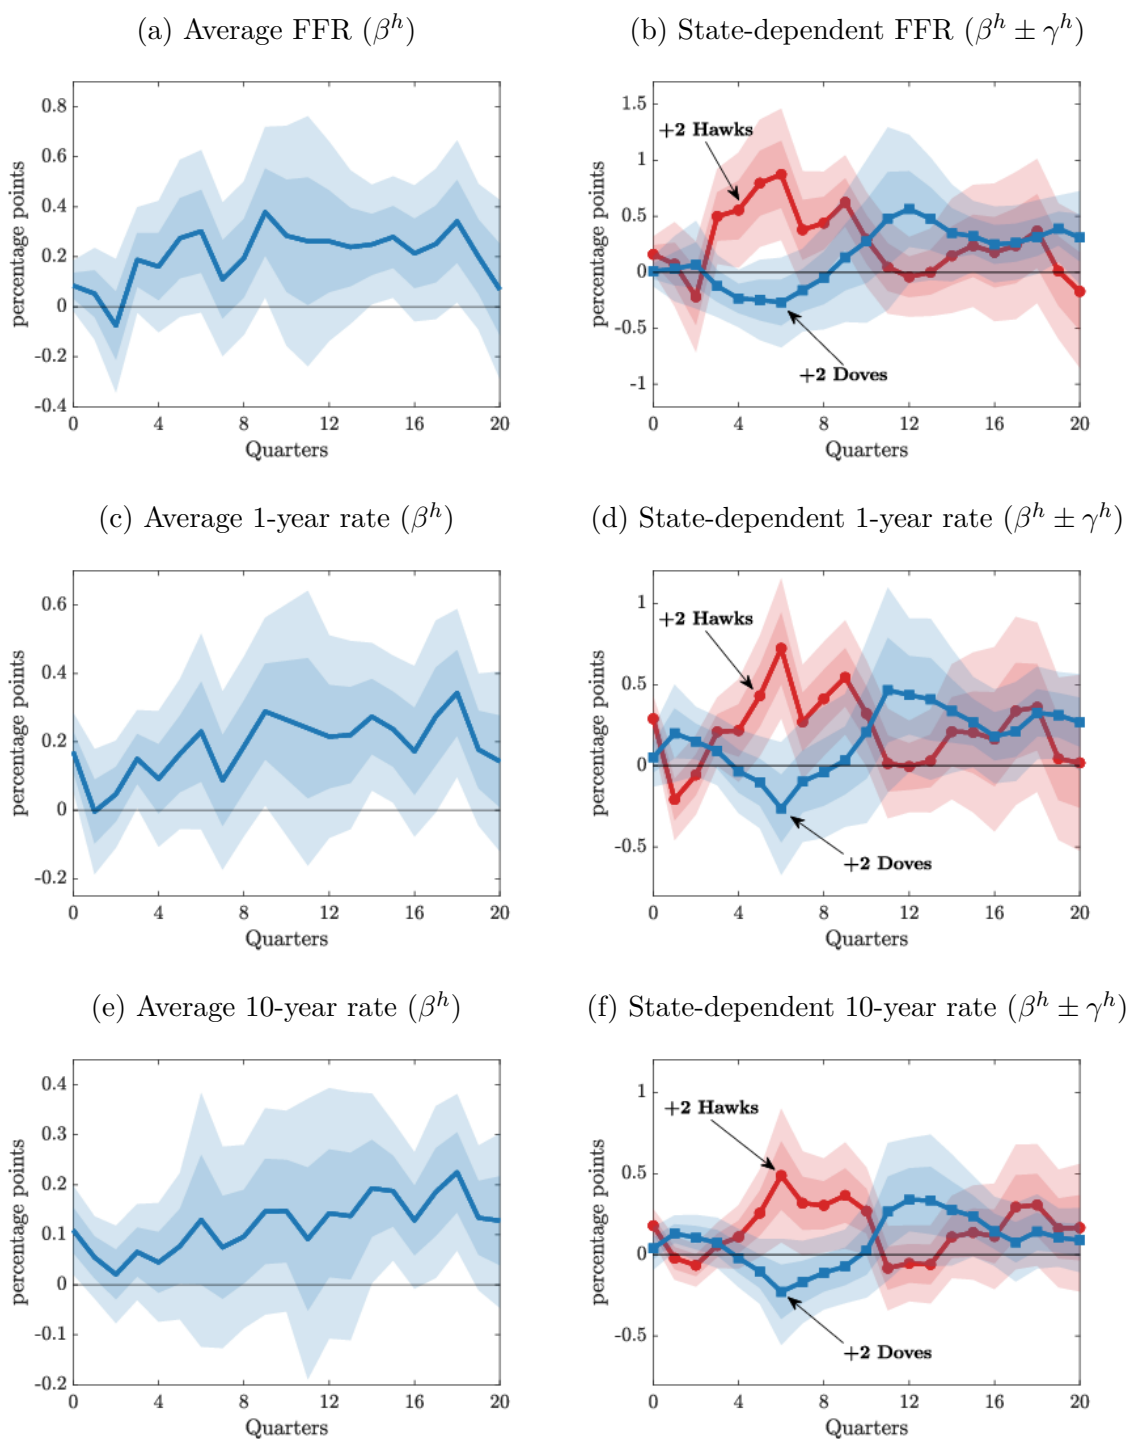 (a) Average FFR (β^h)
(b) State-dependent FFR (β^h ± γ^h)
percentage points
0.8
0.6
0.4
0.2
0
-0.2
-0.4
0 4 8 12 16 20
Quarters
percentage points
1.5
1
0.5
0
-0.5
-1
+2 Hawks
+2 Doves
0 4 8 12 16 20
Quarters
(c) Average 1-year rate (β^h)
(d) State-dependent 1-year rate (β^h ± γ^h)
percentage points
0.6
0.4
0.2
0
-0.2
0 4 8 12 16 20
Quarters
percentage points
1
0.5
0
-0.5
+2 Hawks
+2 Doves
0 4 8 12 16 20
Quarters
(e) Average 10-year rate (β^h)
(f) State-dependent 10-year rate (β^h ± γ^h)
percentage points
0.4
0.3
0.2
0.1
0
-0.1
-0.2
0 4 8 12 16 20
Quarters
percentage points
1
0.5
0
-0.5
+2 Hawks
+2 Doves
0 4 8 12 16 20
Quarters